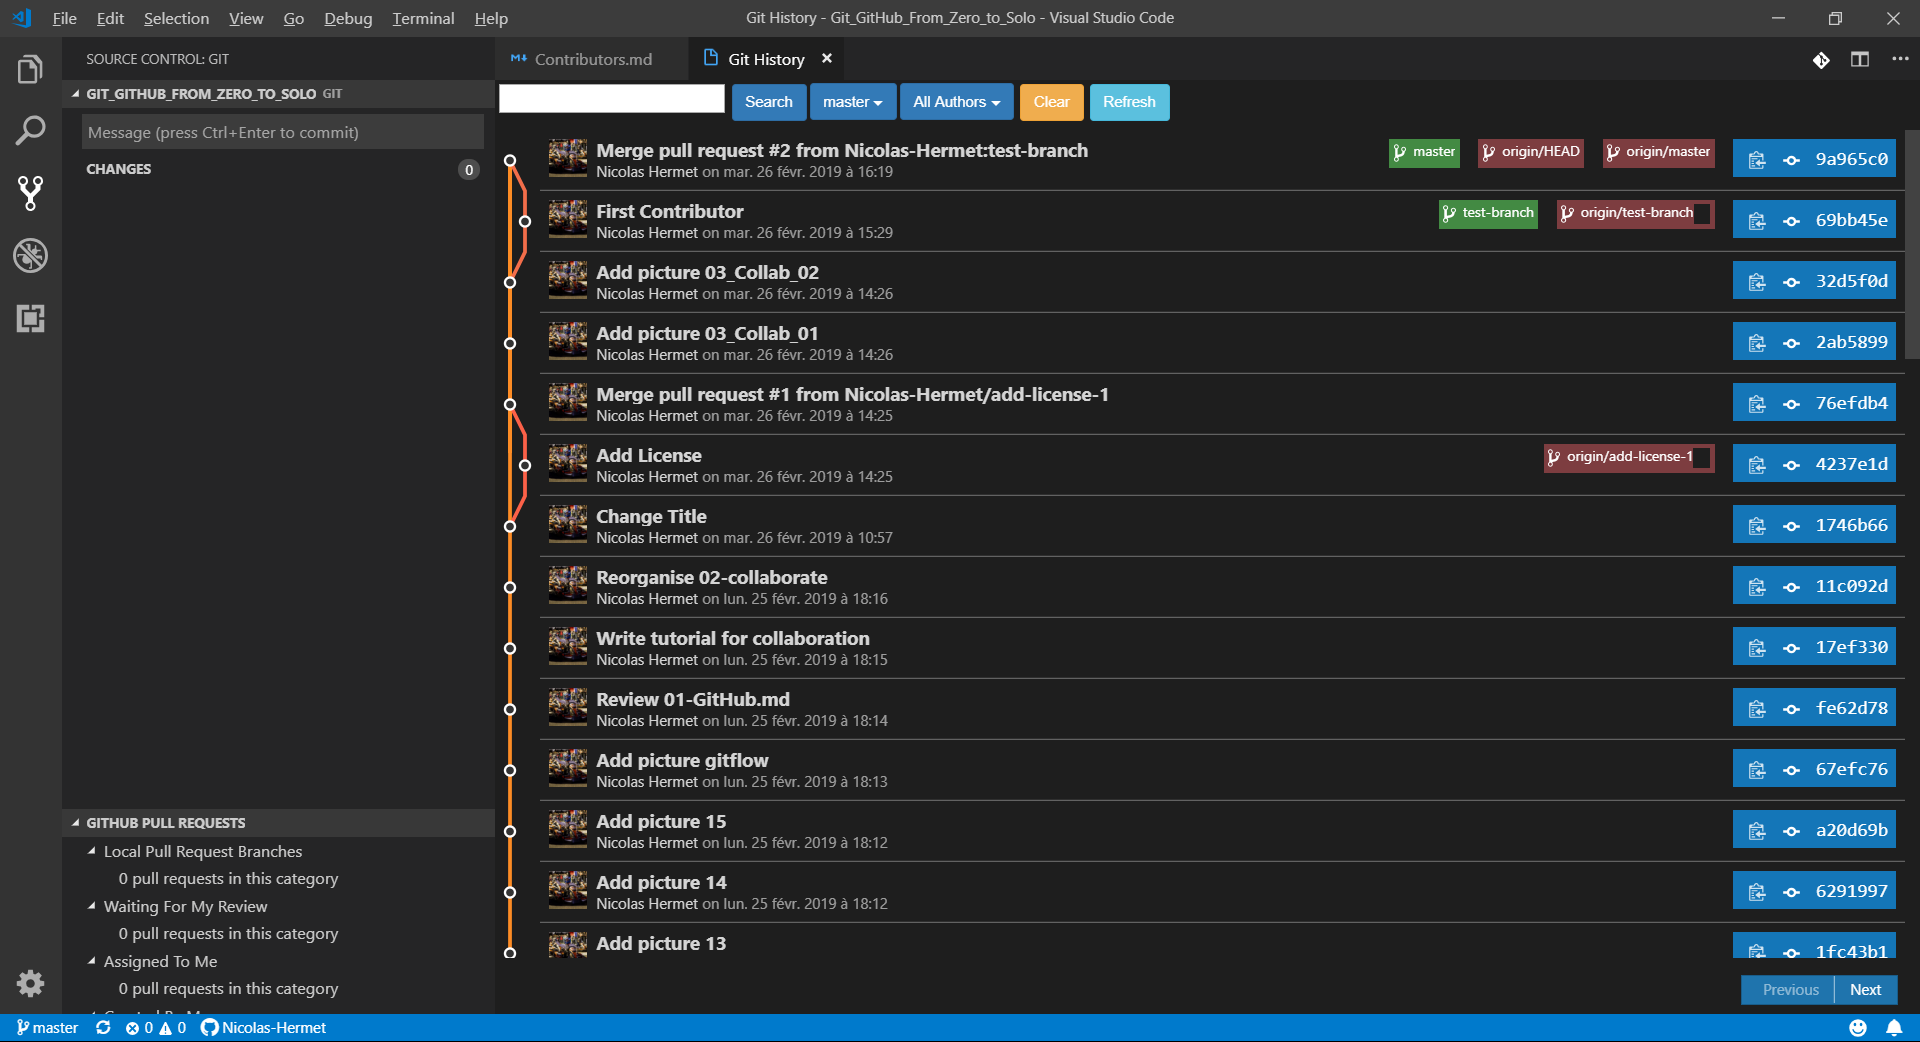 File Edit Selection View Go Debug Terminal Help
Git History - Git_GitHub_From_Zero_to_Solo - Visual Studio Code
SOURCE CONTROL: GIT
GIT_GITHUB_FROM_ZERO_TO_SOLO GIT
Message (press Ctrl+Enter to commit)
CHANGES 0
GITHUB PULL REQUESTS
Local Pull Request Branches
0 pull requests in this category
Waiting For My Review
0 pull requests in this category
Assigned To Me
0 pull requests in this category
Contributors.md Git History
Search master All Authors Clear Refresh
Merge pull request #2 from Nicolas-Hermet:test-branch master origin/HEAD origin/master 9a965c0
Nicolas Hermet on mar. 26 févr. 2019 à 16:19
First Contributor test-branch origin/test-branch 69bb45e
Nicolas Hermet on mar. 26 févr. 2019 à 15:29
Add picture 03_Collab_02 32d5f0d
Nicolas Hermet on mar. 26 févr. 2019 à 14:26
Add picture 03_Collab_01 2ab5899
Nicolas Hermet on mar. 26 févr. 2019 à 14:26
Merge pull request #1 from Nicolas-Hermet/add-license-1 76efdb4
Nicolas Hermet on mar. 26 févr. 2019 à 14:25
Add License origin/add-license-1 4237e1d
Nicolas Hermet on mar. 26 févr. 2019 à 14:25
Change Title 1746b66
Nicolas Hermet on mar. 26 févr. 2019 à 10:57
Reorganise 02-collaborate 11c092d
Nicolas Hermet on lun. 25 févr. 2019 à 18:16
Write tutorial for collaboration 17ef330
Nicolas Hermet on lun. 25 févr. 2019 à 18:15
Review 01-GitHub.md fe62d78
Nicolas Hermet on lun. 25 févr. 2019 à 18:14
Add picture gitflow 67efc76
Nicolas Hermet on lun. 25 févr. 2019 à 18:13
Add picture 15 a20d69b
Nicolas Hermet on lun. 25 févr. 2019 à 18:12
Add picture 14 6291997
Nicolas Hermet on lun. 25 févr. 2019 à 18:12
Add picture 13 1fc43b1
Previous Next
master 0 0 Nicolas-Hermet